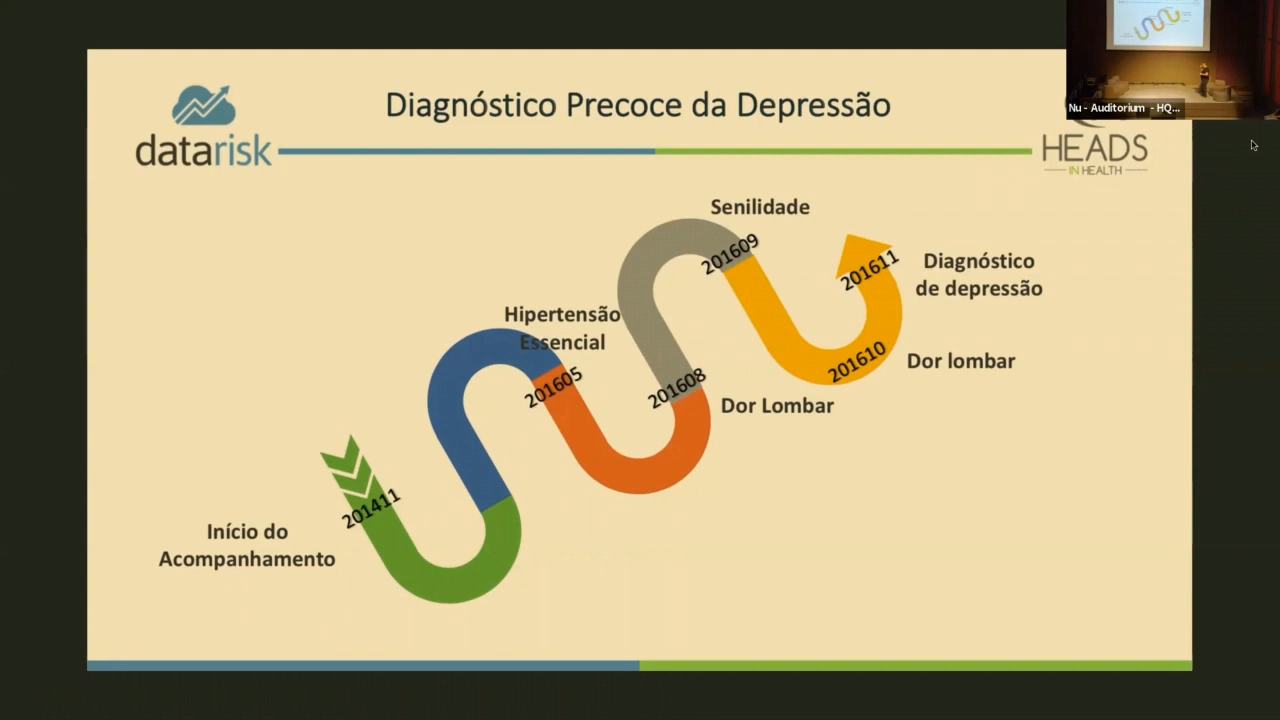 Diagnóstico Precoce da Depressão
datarisk
Nu - Auditorium - HQ...
HEADS
IN HEALTH
Senilidade
201609
201611
Diagnóstico
de depressão
Hipertensão
Essencial
201605
201608
201610
Dor lombar
Dor Lombar
201411
Início do
Acompanhamento